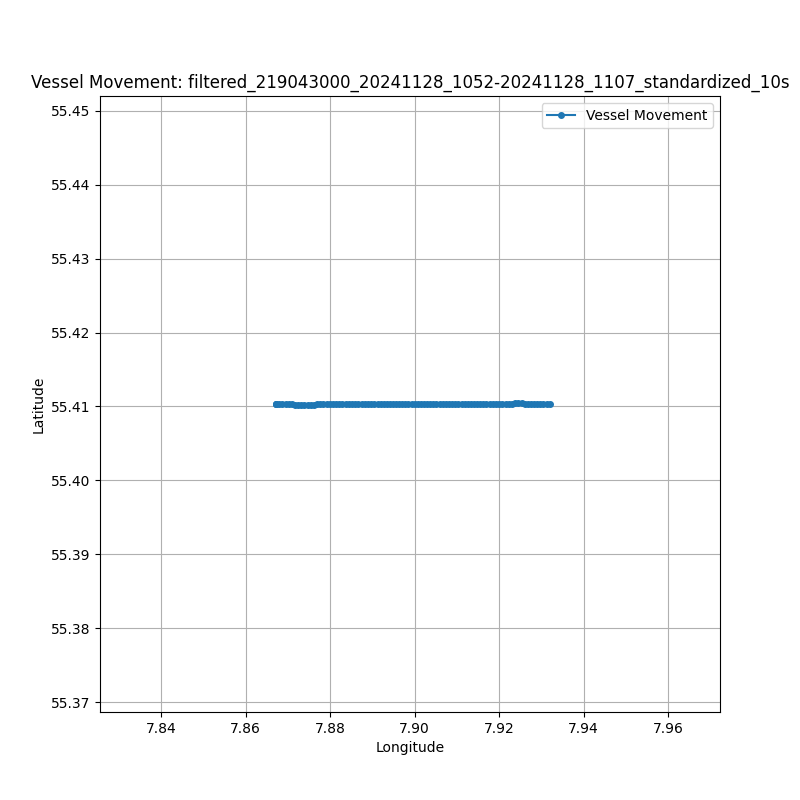 Vessel Movement: filtered_219043000_20241128_1052-20241128_1107_standardized_10s
Vessel Movement
55.45
55.44
55.43
55.42
55.41
55.40
55.39
55.38
55.37
Latitude
7.84 7.86 7.88 7.90 7.92 7.94 7.96
Longitude